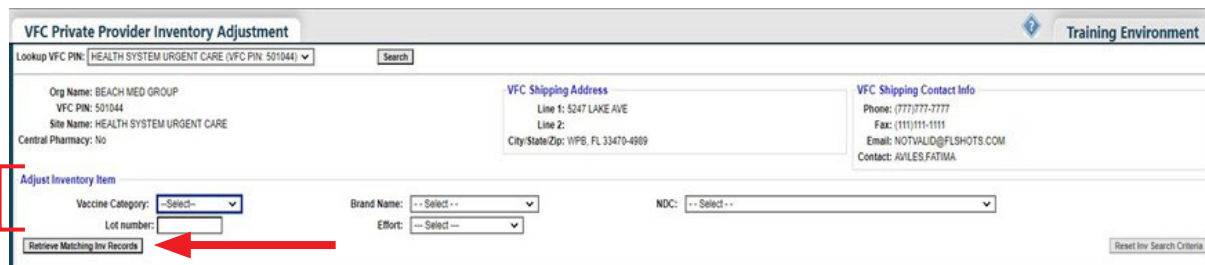 VFC Private Provider Inventory Adjustment
Training Environment
Lookup VFC PIN: HEALTH SYSTEM URGENT CARE (VFC PIN: 501044) Search
Org Name: BEACH MED GROUP
VFC PIN: 501044
Site Name: HEALTH SYSTEM URGENT CARE
Central Pharmacy: No
VFC Shipping Address
Line 1: 5247 LAKE AVE
Line 2:
City/State/Zip: WPB, FL 33470-4989
VFC Shipping Contact Info
Phone: (777)777-7777
Fax: (111)111-1111
Email: NOTVALID@FLSHOTS.COM
Contact: AVILES,FATIMA
Adjust Inventory Item
Vaccine Category: --Select-- Brand Name: - - Select - - NDC: - - Select - -
Lot number: Effort: --- Select ---
Retrieve Matching Inv Records Reset Inv Search Criteria